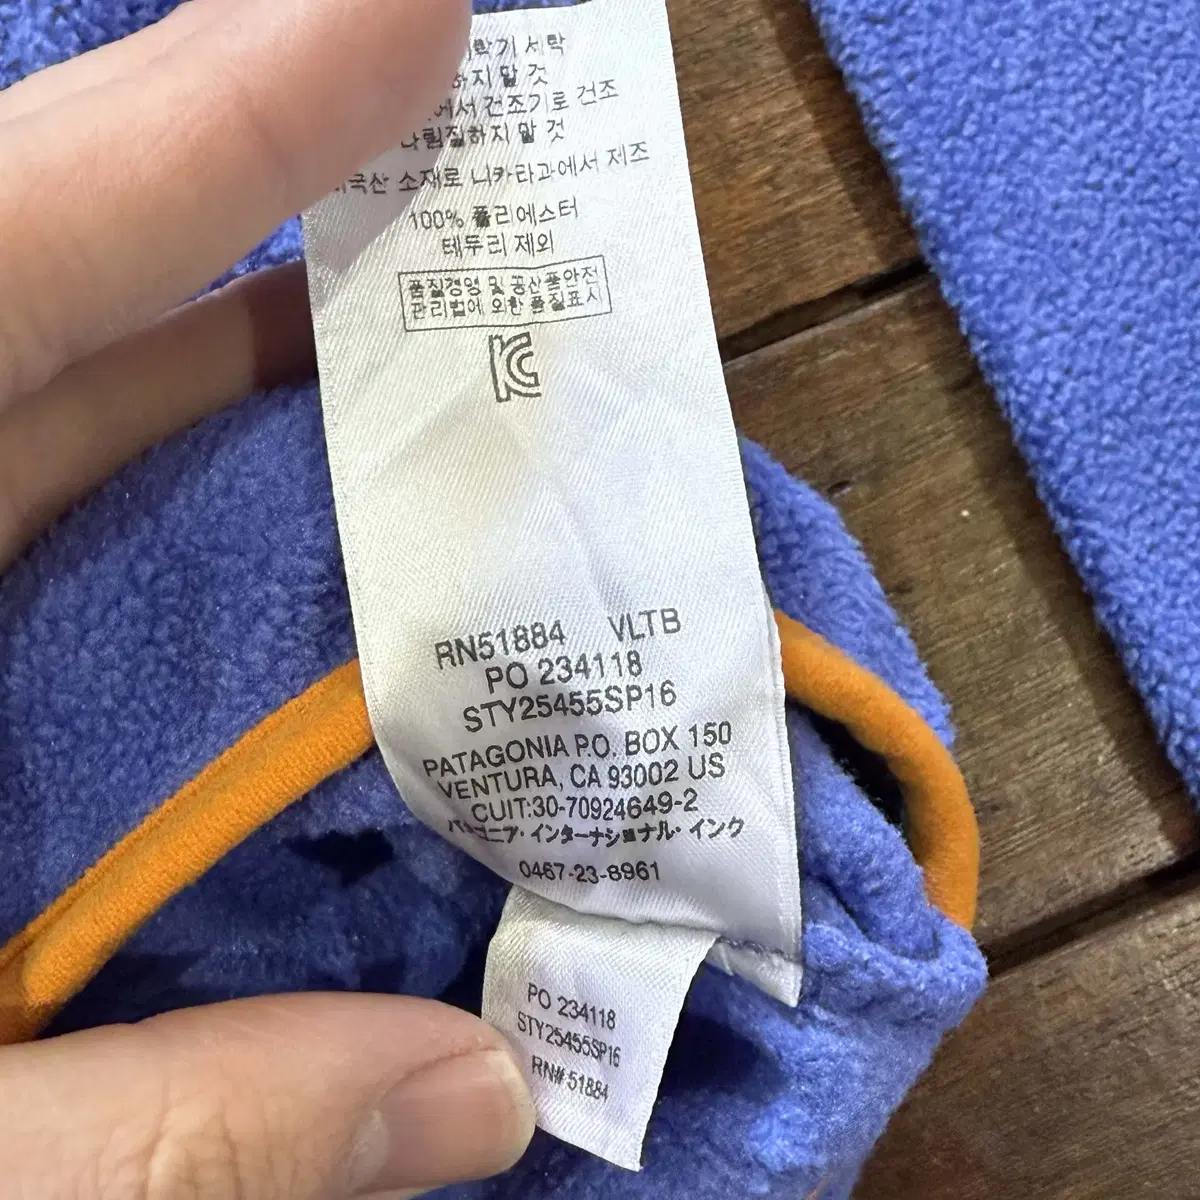 세탁
하지 말 것
에서 건조기로 건조
다림질하지 말 것
미국산 소재로 니카라과에서 제조
100% 폴리에스터
테두리 제외
품질경영 및 공산품안전
관리법에 의한 품질표시
RN51884 VLTB
PO 234118
STY25455SP16
PATAGONIA P.O. BOX 150
VENTURA, CA 93002 US
CUIT:30-70924649-2
パタゴニア・インターナショナル・インク
0467-23-8961
PO 234118
STY25455SP16
RN# 51884